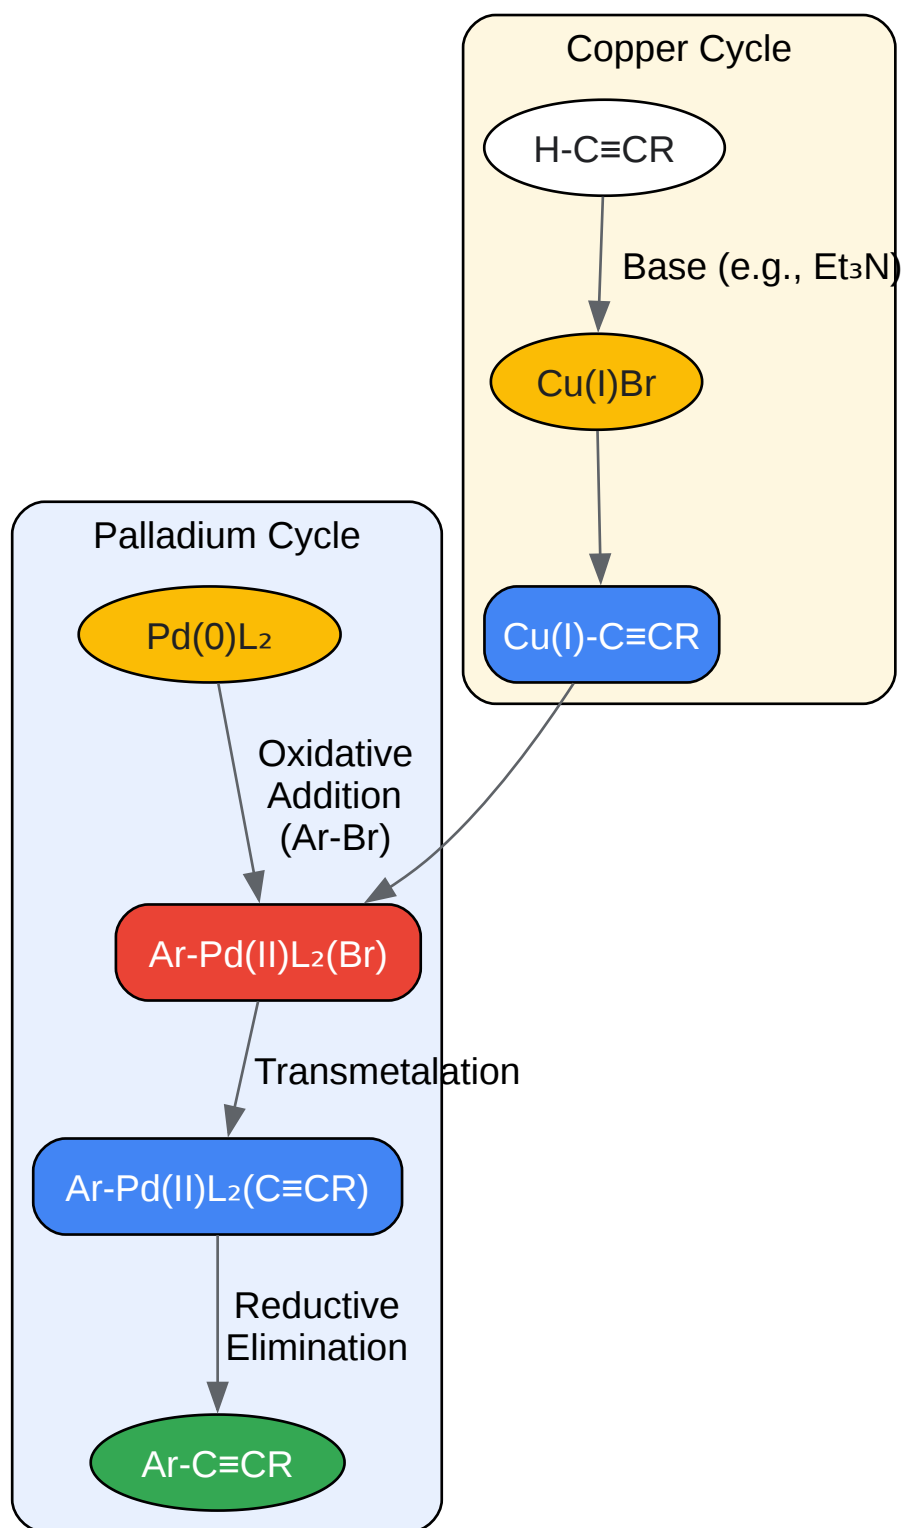 Copper Cycle
H-C≡CR
Base (e.g., Et₃N)
Cu(I)Br
Palladium Cycle
Pd(0)L₂
Cu(I)-C≡CR
Oxidative
Addition
(Ar-Br)
Ar-Pd(II)L₂(Br)
Transmetalation
Ar-Pd(II)L₂(C≡CR)
Reductive
Elimination
Ar-C≡CR